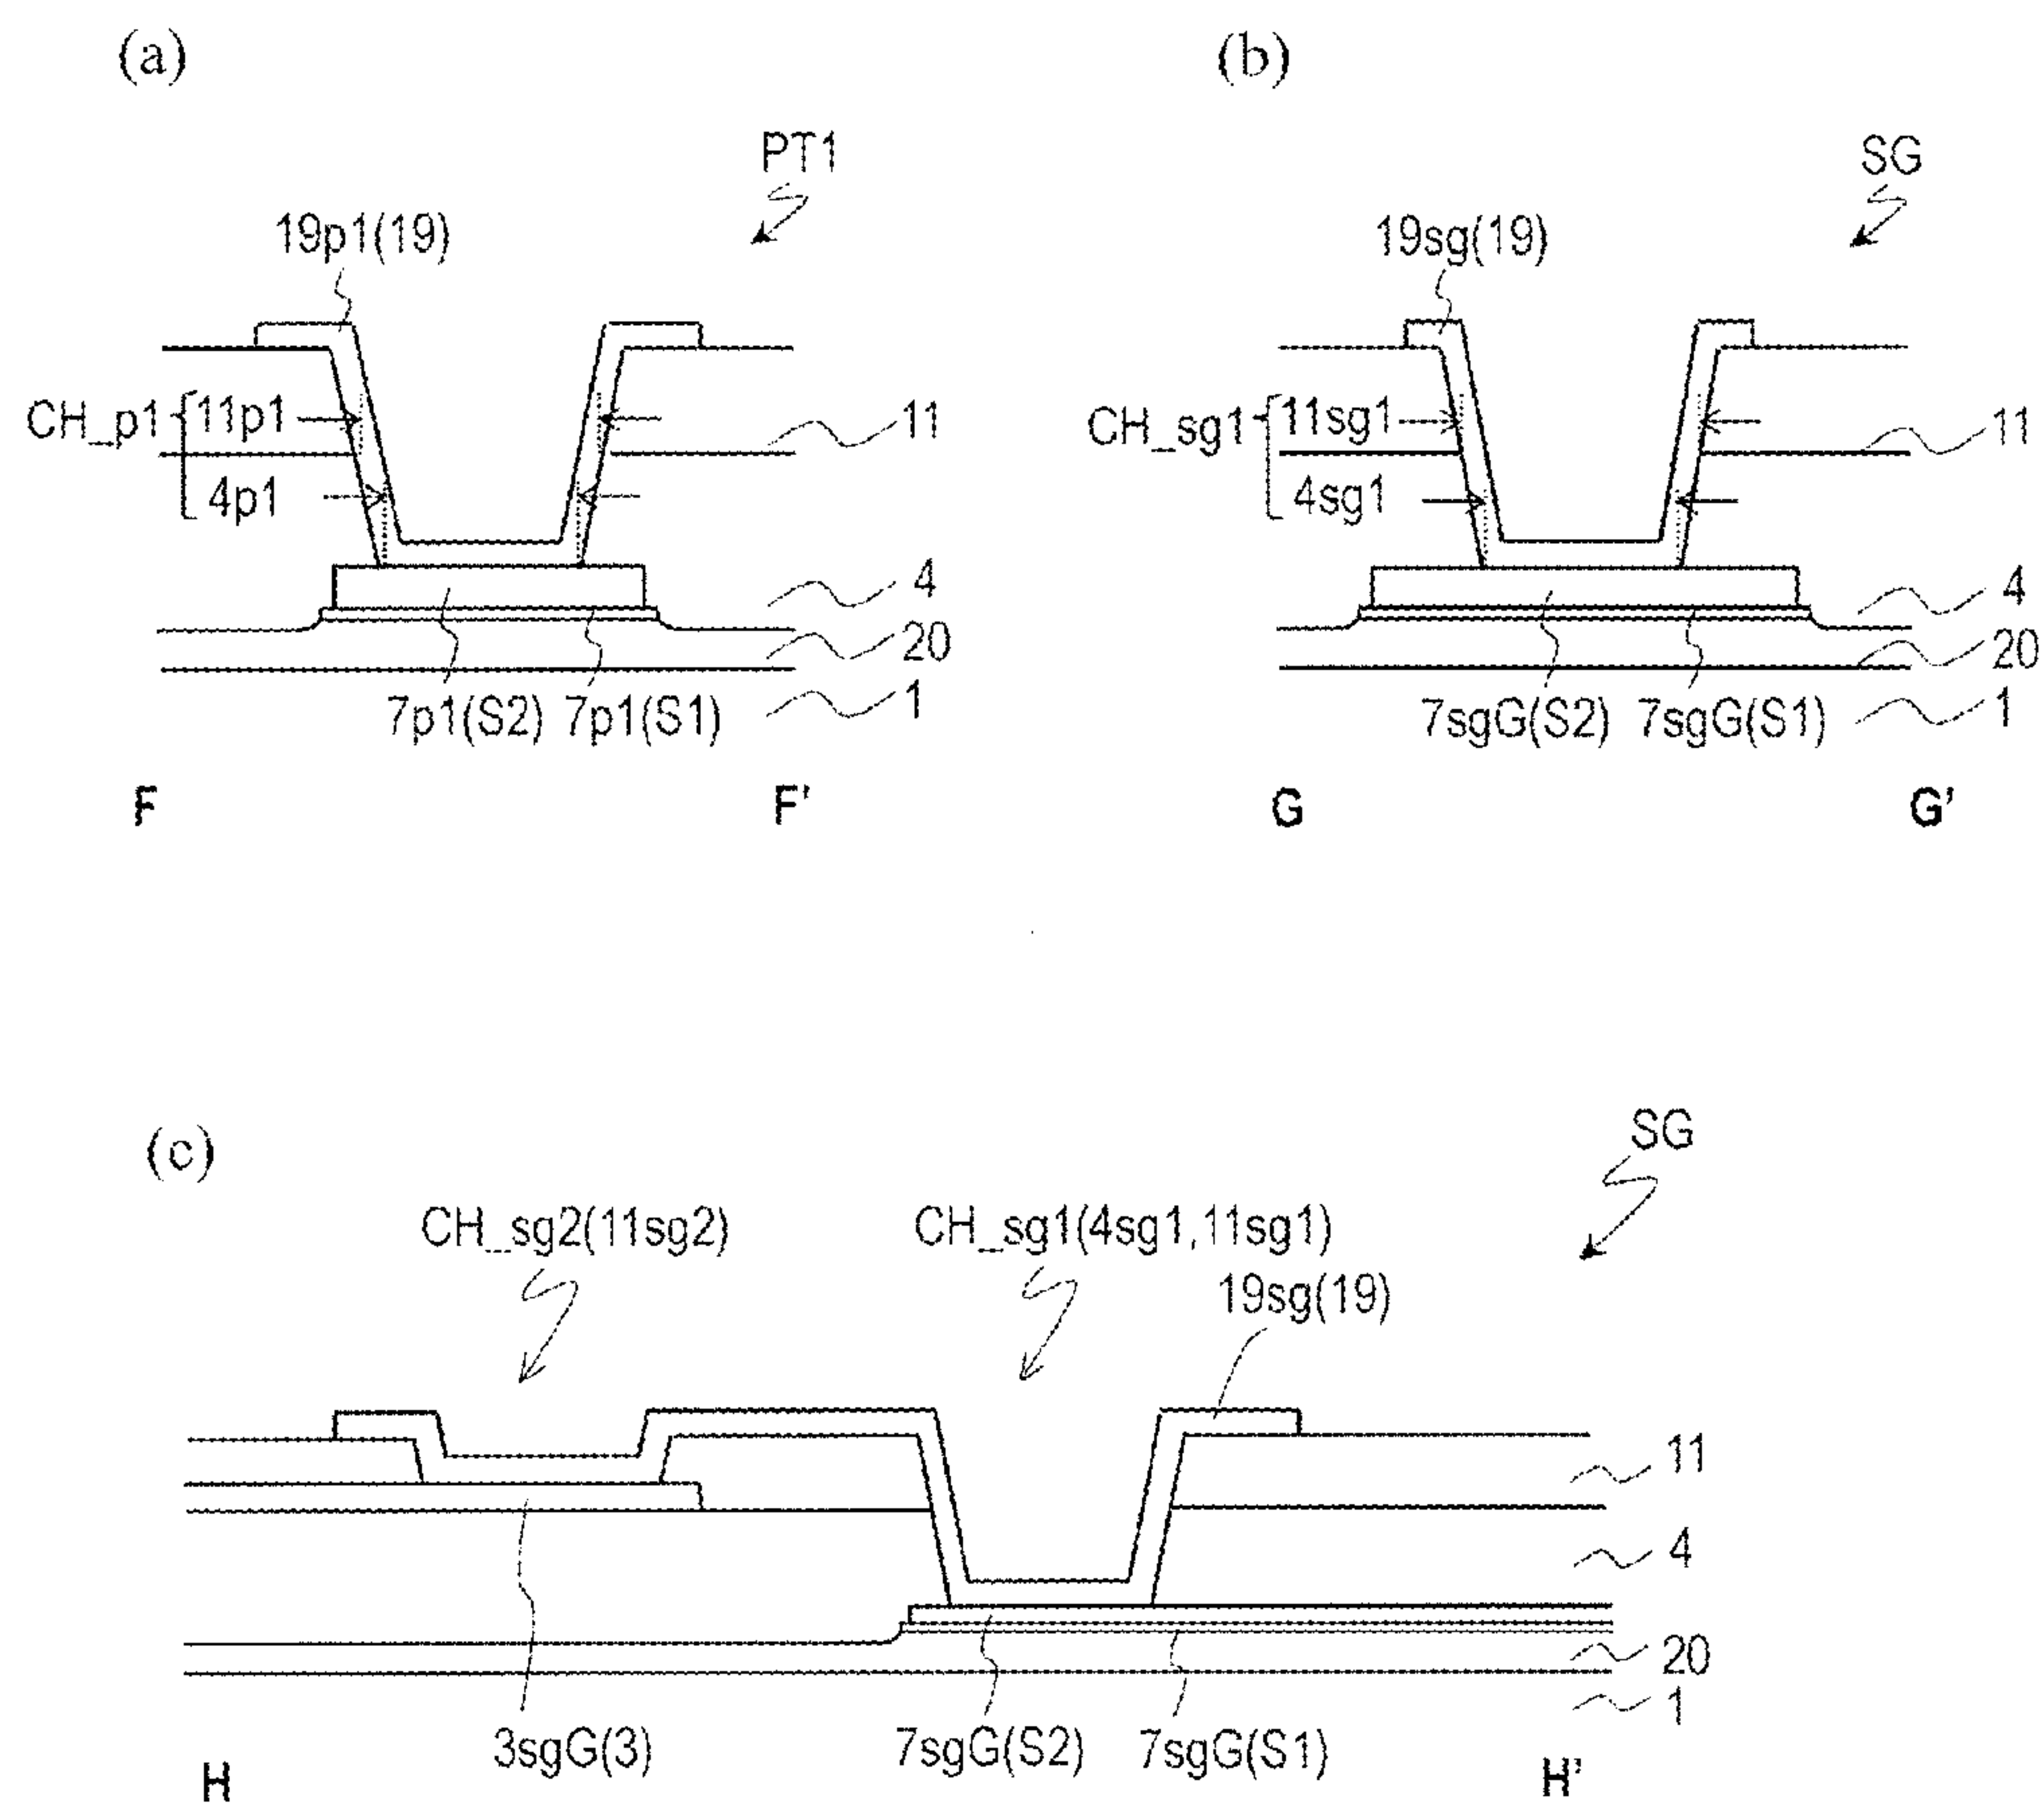 (a)
PT1
19p1(19)
CH_p1 { 11p1
4p1
11
4
20
7p1(S2) 7p1(S1)
1
F F'
(b)
SG
19sg(19)
CH_sg1 { 11sg1
4sg1
11
4
20
7sgG(S2) 7sgG(S1)
1
G G'
(c)
SG
CH_sg2(11sg2) CH_sg1(4sg1,11sg1)
19sg(19)
11
4
20
1
3sgG(3) 7sgG(S2) 7sgG(S1)
H H'